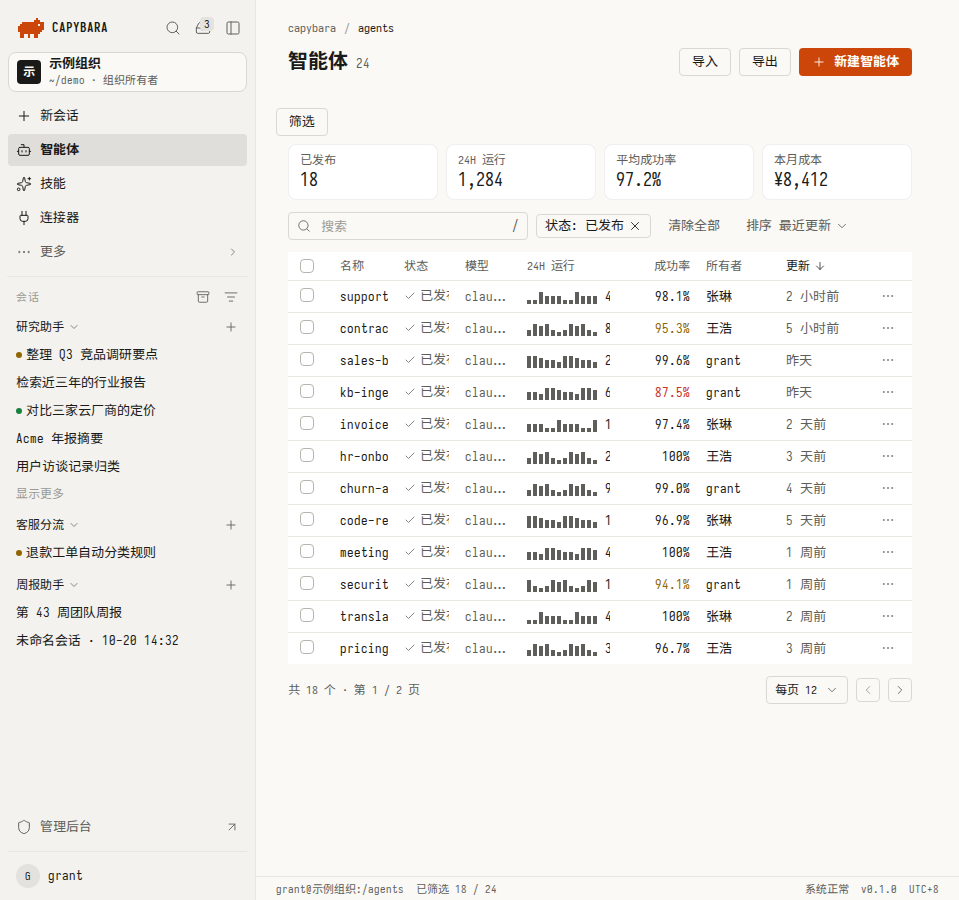 CAPYBARA
3
示
示例组织
~/demo · 组织所有者
新会话
智能体
技能
连接器
更多
会话
研究助手
整理 Q3 竞品调研要点
检索近三年的行业报告
对比三家云厂商的定价
Acme 年报摘要
用户访谈记录归类
显示更多
客服分流
退款工单自动分类规则
周报助手
第 43 周团队周报
未命名会话 · 10-20 14:32
管理后台
G grant
capybara / agents
智能体 24
导入 导出 新建智能体
筛选
已发布 24H 运行 平均成功率 本月成本
18 1,284 97.2% ¥8,412
搜索 / 状态: 已发布 清除全部 排序 最近更新
名称 状态 模型 24H 运行 成功率 所有者 更新
support 已发 clau... 4 98.1% 张琳 2 小时前
contrac 已发 clau... 8 95.3% 王浩 5 小时前
sales-b 已发 clau... 2 99.6% grant 昨天
kb-inge 已发 clau... 6 87.5% grant 昨天
invoice 已发 clau... 1 97.4% 张琳 2 天前
hr-onbo 已发 clau... 2 100% 王浩 3 天前
churn-a 已发 clau... 9 99.0% grant 4 天前
code-re 已发 clau... 1 96.9% 张琳 5 天前
meeting 已发 clau... 4 100% 王浩 1 周前
securit 已发 clau... 1 94.1% grant 1 周前
transla 已发 clau... 4 100% 张琳 2 周前
pricing 已发 clau... 3 96.7% 王浩 3 周前
共 18 个 · 第 1 / 2 页 每页 12
grant@示例组织:/agents 已筛选 18 / 24 系统正常 v0.1.0 UTC+8